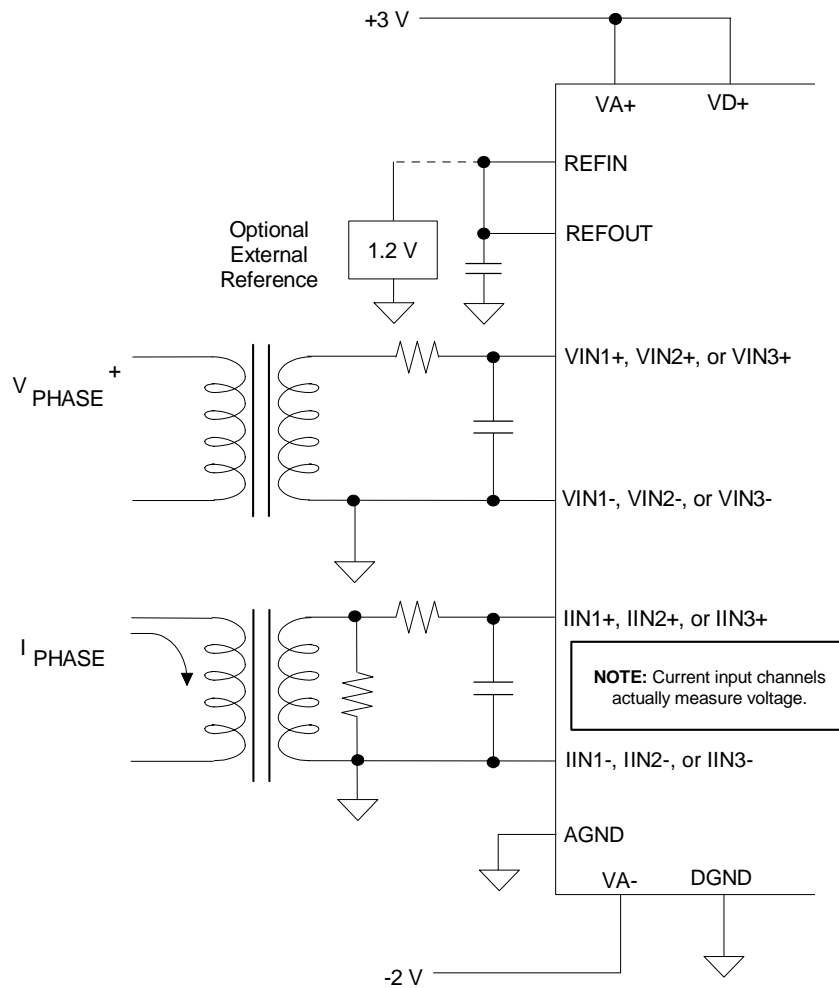 +3 V
VA+
VD+
REFIN
Optional
External
Reference
1.2 V
REFOUT
V PHASE +
VIN1+, VIN2+, or VIN3+
VIN1-, VIN2-, or VIN3-
I PHASE
IIN1+, IIN2+, or IIN3+
NOTE: Current input channels
actually measure voltage.
IIN1-, IIN2-, or IIN3-
AGND
VA-
DGND
-2 V